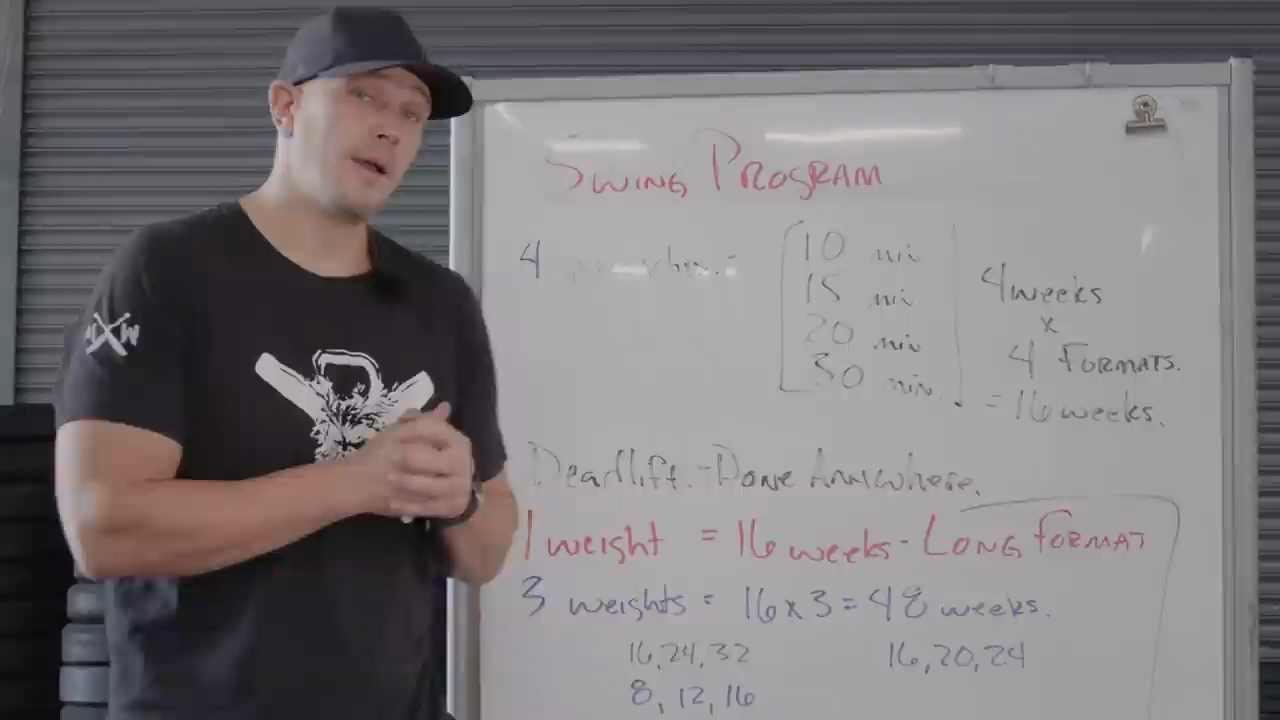 Swing Program
4
10 min
15 min
20 min
30 min.
4 weeks
x
4 Formats.
= 16 weeks.
Deadlift. - Done Anywhere.
1 weight = 16 weeks - Long Format
3 weights = 16 x 3 = 48 weeks.
16, 24, 32
16, 20, 24
8, 12, 16